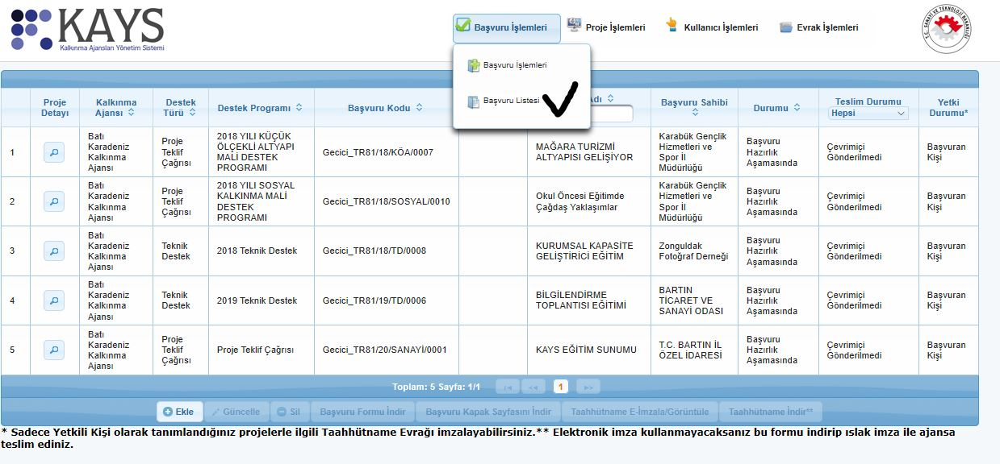 KAYS
Kalkınma Ajansları Yönetim Sistemi
Başvuru İşlemleri
Proje İşlemleri
Kullanıcı İşlemleri
Evrak İşlemleri
T.C. SANAYİ VE TEKNOLOJİ BAKANLIĞI
Başvuru İşlemleri
Başvuru Listesi
Proje
Detayı
Kalkınma
Ajansı
Destek
Türü
Destek Programı
Başvuru Kodu
Adı
Başvuru Sahibi
Durumu
Teslim Durumu
Hepsi
Yetki
Durumu*
1
Batı
Karadeniz
Kalkınma
Ajansı
Proje
Teklif
Çağrısı
2018 YILI KÜÇÜK
ÖLÇEKLİ ALTYAPI
MALİ DESTEK
PROGRAMI
Gecici_TR81/18/KÖA/0007
MAĞARA TURİZMİ
ALTYAPISI GELİŞİYOR
Karabük Gençlik
Hizmetleri ve
Spor İl
Müdürlüğü
Başvuru
Hazırlık
Aşamasında
Çevrimiçi
Gönderilmedi
Başvuran
Kişi
2
Batı
Karadeniz
Kalkınma
Ajansı
Proje
Teklif
Çağrısı
2018 YILI SOSYAL
KALKINMA MALİ
DESTEK
PROGRAMI
Gecici_TR81/18/SOSYAL/0010
Okul Öncesi Eğitimde
Çağdaş Yaklaşımlar
Karabük Gençlik
Hizmetleri ve
Spor İl
Müdürlüğü
Başvuru
Hazırlık
Aşamasında
Çevrimiçi
Gönderilmedi
Başvuran
Kişi
3
Batı
Karadeniz
Kalkınma
Ajansı
Teknik
Destek
2018 Teknik Destek
Gecici_TR81/18/TD/0008
KURUMSAL KAPASİTE
GELİŞTİRİCİ EĞİTİM
Zonguldak
Fotoğraf Derneği
Başvuru
Hazırlık
Aşamasında
Çevrimiçi
Gönderilmedi
Başvuran
Kişi
4
Batı
Karadeniz
Kalkınma
Ajansı
Teknik
Destek
2019 Teknik Destek
Gecici_TR81/19/TD/0006
BİLGİLENDİRME
TOPLANTISI EĞİTİMİ
BARTIN
TİCARET VE
SANAYİ ODASI
Başvuru
Hazırlık
Aşamasında
Çevrimiçi
Gönderilmedi
Başvuran
Kişi
5
Batı
Karadeniz
Kalkınma
Ajansı
Proje
Teklif
Çağrısı
Proje Teklif Çağrısı
Gecici_TR81/20/SANAYİ/0001
KAYS EĞİTİM SUNUMU
T.C. BARTIN İL
ÖZEL İDARESİ
Başvuru
Hazırlık
Aşamasında
Çevrimiçi
Gönderilmedi
Başvuran
Kişi
Toplam: 5 Sayfa: 1/1
1
Ekle
Güncelle
Sil
Başvuru Formu İndir
Başvuru Kapak Sayfasını İndir
Taahhütname E-İmzala/Görüntüle
Taahhütname İndir**
* Sadece Yetkili Kişi olarak tanımlandığınız projelerle ilgili Taahhütname Evrağı imzalayabilirsiniz.** Elektronik imza kullanmayacaksanız bu formu indirip ıslak imza ile ajansa
teslim ediniz.